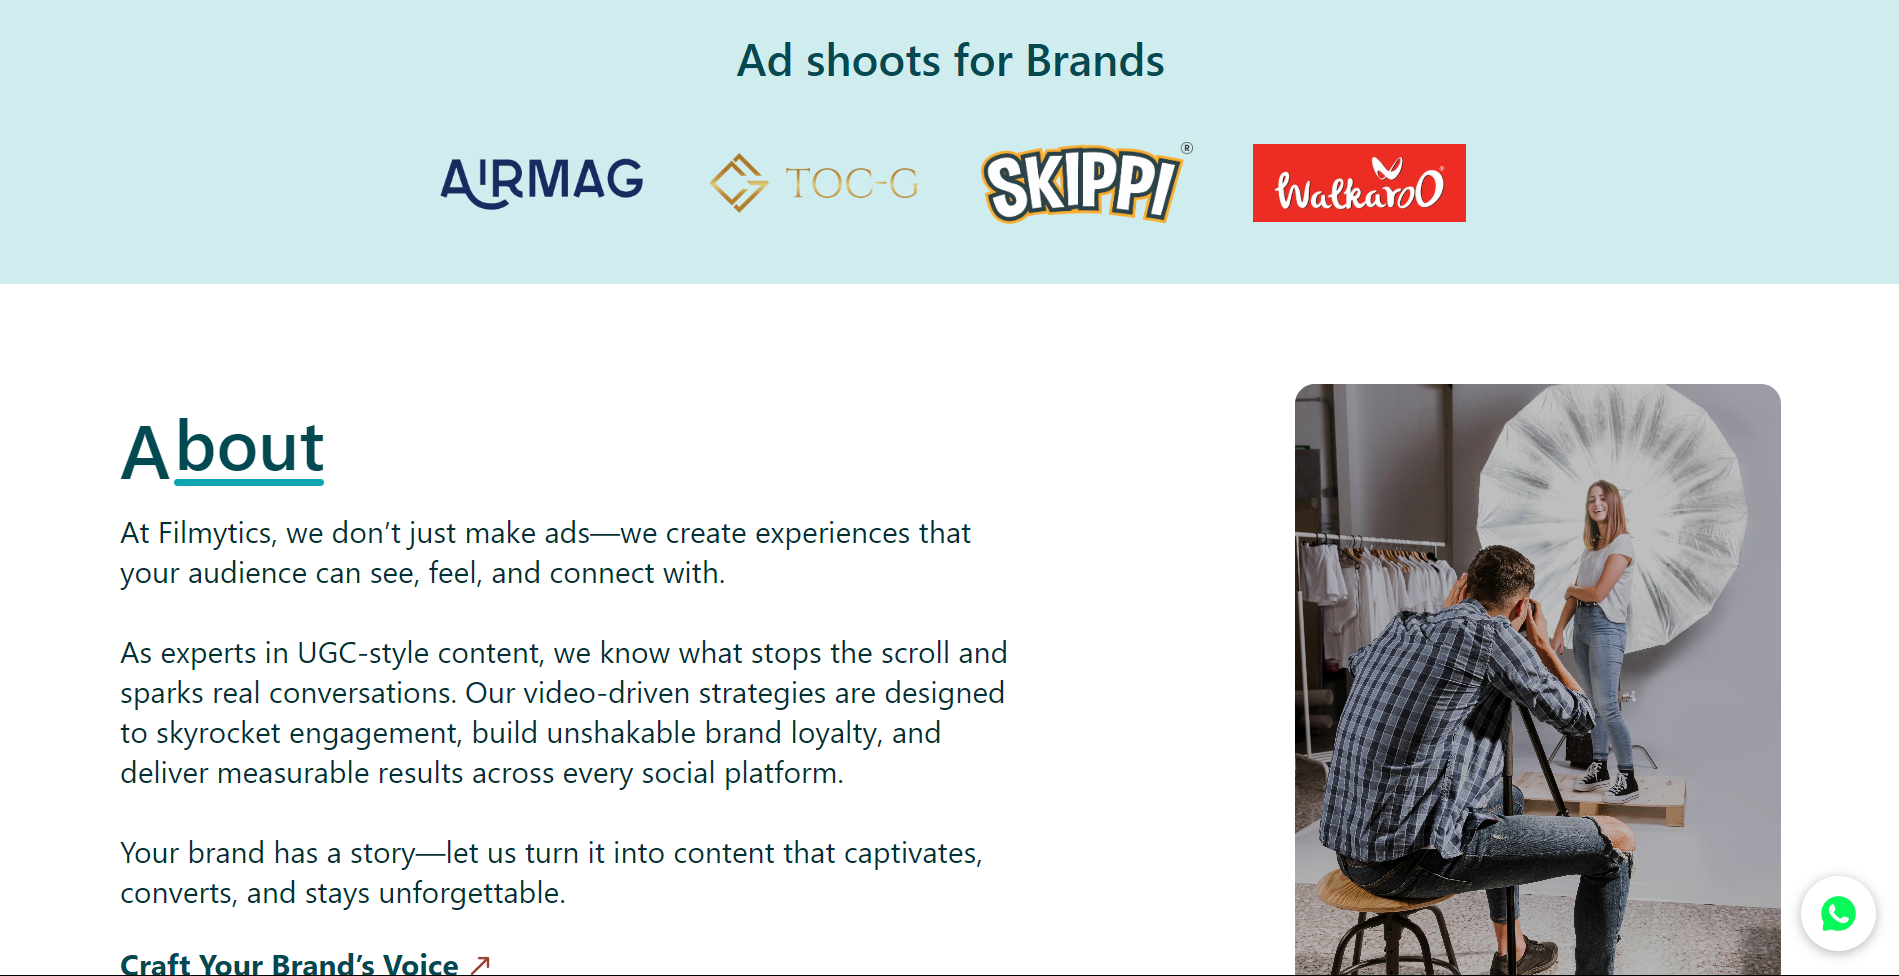 Ad shoots for Brands
AIRMAG
TOC-G
SKIPPI®
Walkaroo®
About
At Filmytics, we don’t just make ads—we create experiences that
your audience can see, feel, and connect with.
As experts in UGC-style content, we know what stops the scroll and
sparks real conversations. Our video-driven strategies are designed
to skyrocket engagement, build unshakable brand loyalty, and
deliver measurable results across every social platform.
Your brand has a story—let us turn it into content that captivates,
converts, and stays unforgettable.
Craft Your Brand’s Voice